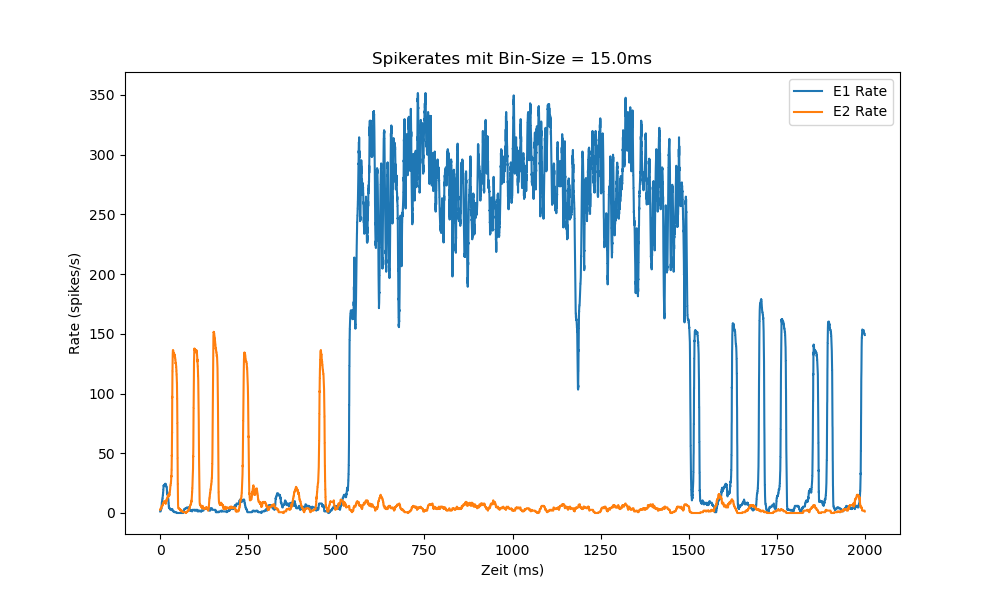 Spikerates mit Bin-Size = 15.0ms
E1 Rate
E2 Rate
350
300
250
200
150
100
50
0
Rate (spikes/s)
0 250 500 750 1000 1250 1500 1750 2000
Zeit (ms)